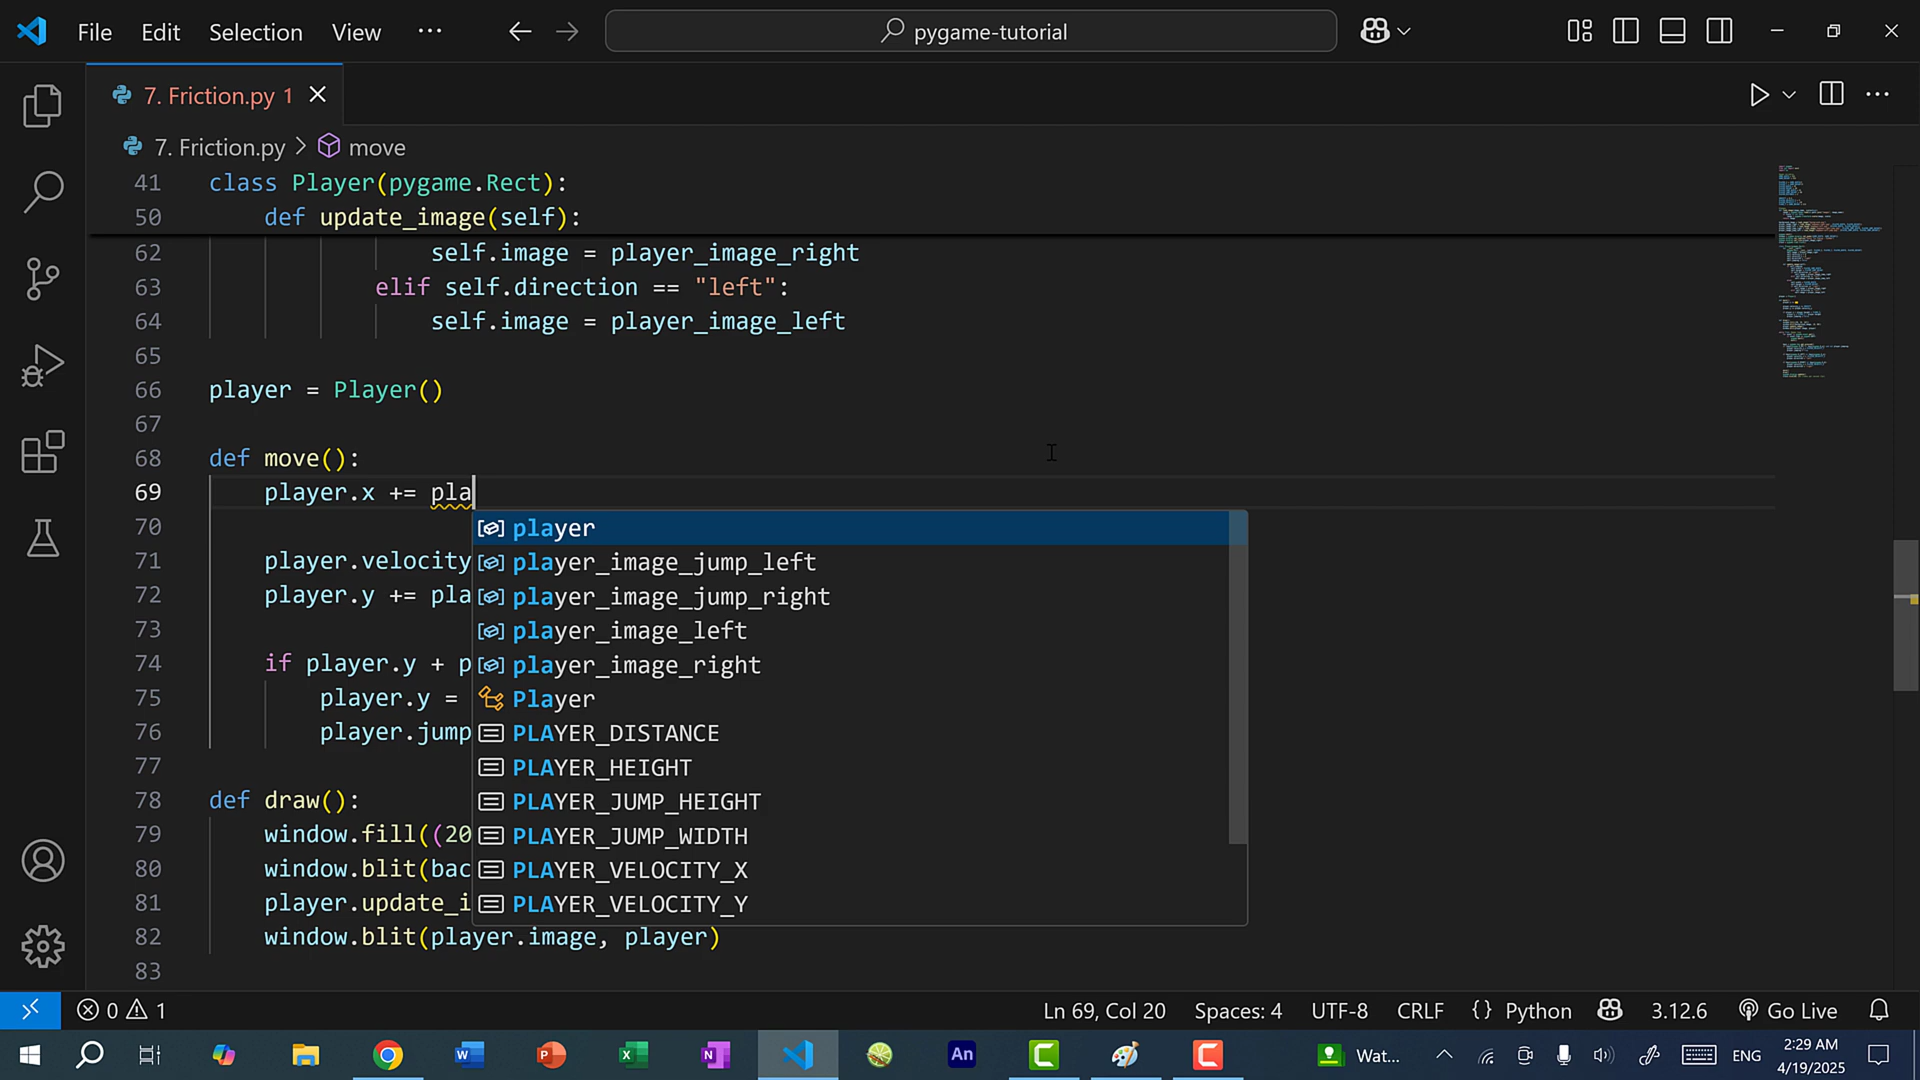 File Edit Selection View ··· pygame-tutorial
7. Friction.py 1
7. Friction.py > move
41 class Player(pygame.Rect):
50 def update_image(self):
62 self.image = player_image_right
63 elif self.direction == "left":
64 self.image = player_image_left
65
66 player = Player()
67
68 def move():
69 player.x += pla
70 player
71 player.velocity player_image_jump_left
72 player.y += pla player_image_jump_right
73 player_image_left
74 if player.y + p player_image_right
75 player.y = Player
76 player.jump PLAYER_DISTANCE
77 PLAYER_HEIGHT
78 def draw(): PLAYER_JUMP_HEIGHT
79 window.fill((20 PLAYER_JUMP_WIDTH
80 window.blit(bac PLAYER_VELOCITY_X
81 player.update_i PLAYER_VELOCITY_Y
82 window.blit(player.image, player)
83
0 1 Ln 69, Col 20 Spaces: 4 UTF-8 CRLF {} Python 3.12.6 Go Live
An Wat... ENG 2:29 AM
4/19/2025